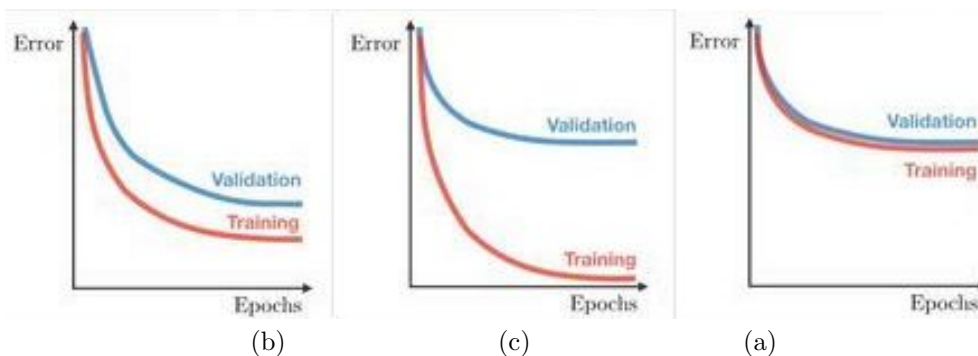 Error
Validation
Training
Epochs
(b)
Error
Validation
Training
Epochs
(c)
Error
Validation
Training
Epochs
(a)